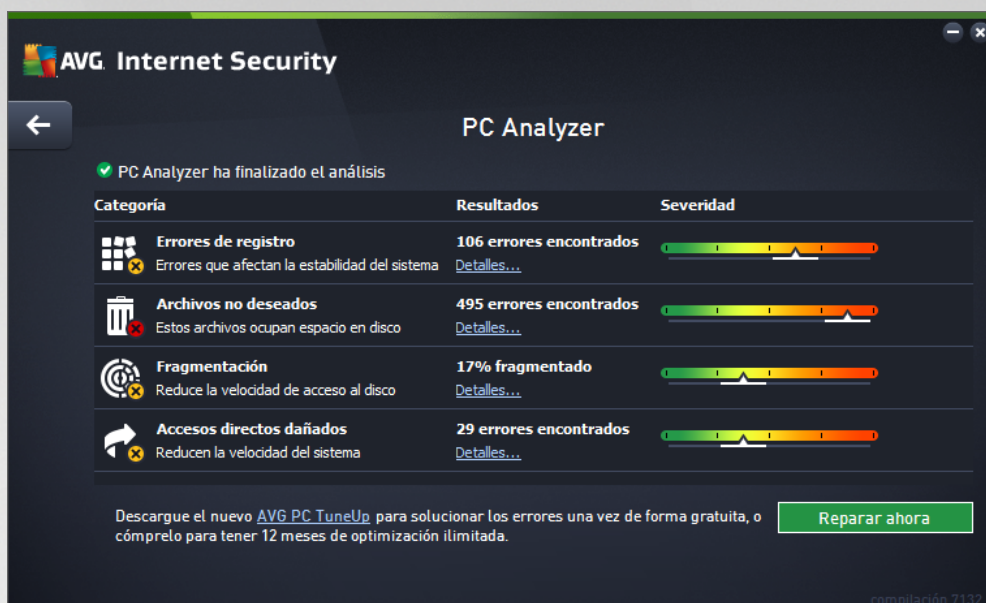 AVG Internet Security
PC Analyzer
PC Analyzer ha finalizado el análisis
Categoría Resultados Severidad
Errores de registro 106 errores encontrados
Errores que afectan la estabilidad del sistema Detalles...
Archivos no deseados 495 errores encontrados
Estos archivos ocupan espacio en disco Detalles...
Fragmentación 17% fragmentado
Reduce la velocidad de acceso al disco Detalles...
Accesos directos dañados 29 errores encontrados
Reducen la velocidad del sistema Detalles...
Descargue el nuevo AVG PC TuneUp para solucionar los errores una vez de forma gratuita, o
cómprelo para tener 12 meses de optimización ilimitada.
Reparar ahora
compilación 7132